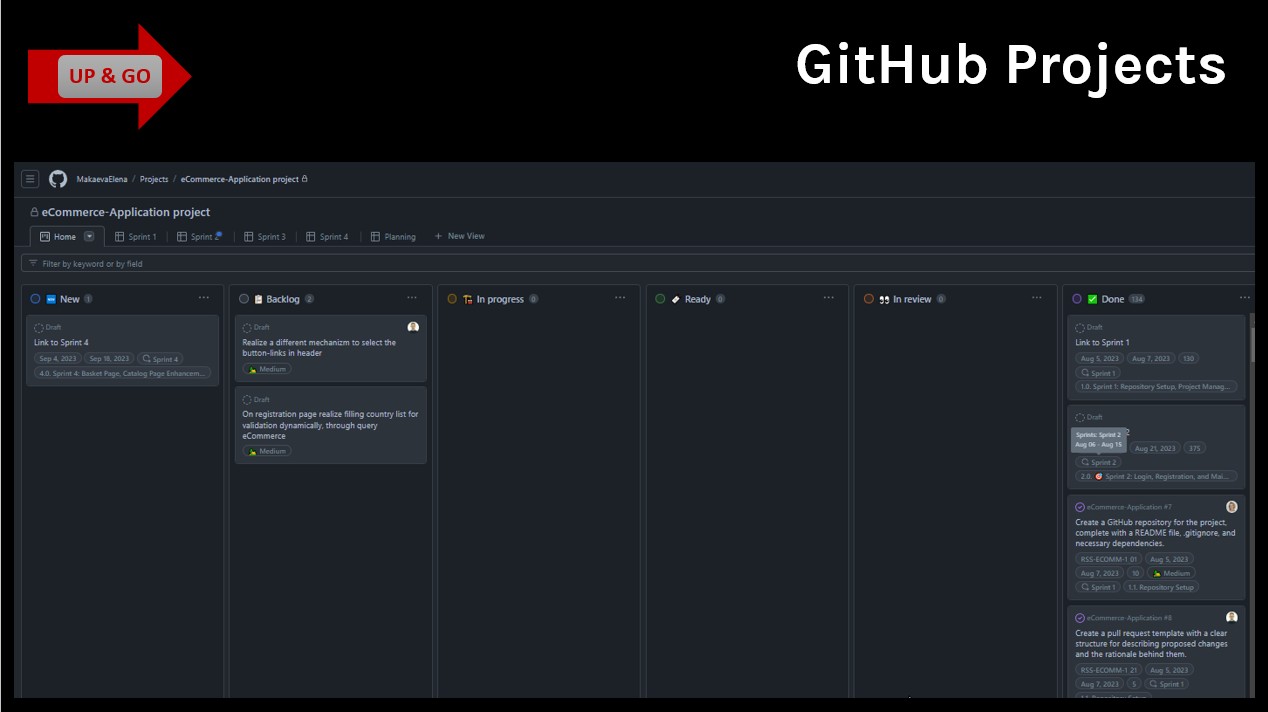 UP & GO
GitHub Projects
MakaevaElena / Projects / eCommerce-Application project
eCommerce-Application project
Home
Sprint 1
Sprint 2
Sprint 3
Sprint 4
Planning
+ New View
Filter by keyword or by field
New 1
Draft
Link to Sprint 4
Sep 4, 2023 Sep 18, 2023 Sprint 4
4.0. Sprint 4: Basket Page, Catalog Page Enhancem...
Backlog 2
Draft
Realize a different mechanizm to select the
button-links in header
Medium
Draft
On registration page realize filling country list for
validation dynamically, through query
eCommerce
Medium
In progress 0
Ready 0
In review 0
Done 134
Draft
Link to Sprint 1
Aug 5, 2023 Aug 7, 2023 130
Sprint 1
1.0. Sprint 1: Repository Setup, Project Manag...
Draft
2
Sprints: Sprint 2
Aug 06 - Aug 15
Aug 21, 2023 375
Sprint 2
2.0. Sprint 2: Login, Registration, and Mai...
eCommerce-Application #7
Create a GitHub repository for the project,
complete with a README file, .gitignore, and
necessary dependencies.
RSS-ECOMM-1 01 Aug 5, 2023
Aug 7, 2023 10 Medium
Sprint 1 1.1. Repository Setup
eCommerce-Application #8
Create a pull request template with a clear
structure for describing proposed changes
and the rationale behind them.
RSS-ECOMM-1 21 Aug 5, 2023
Aug 7, 2023 5 Sprint 1